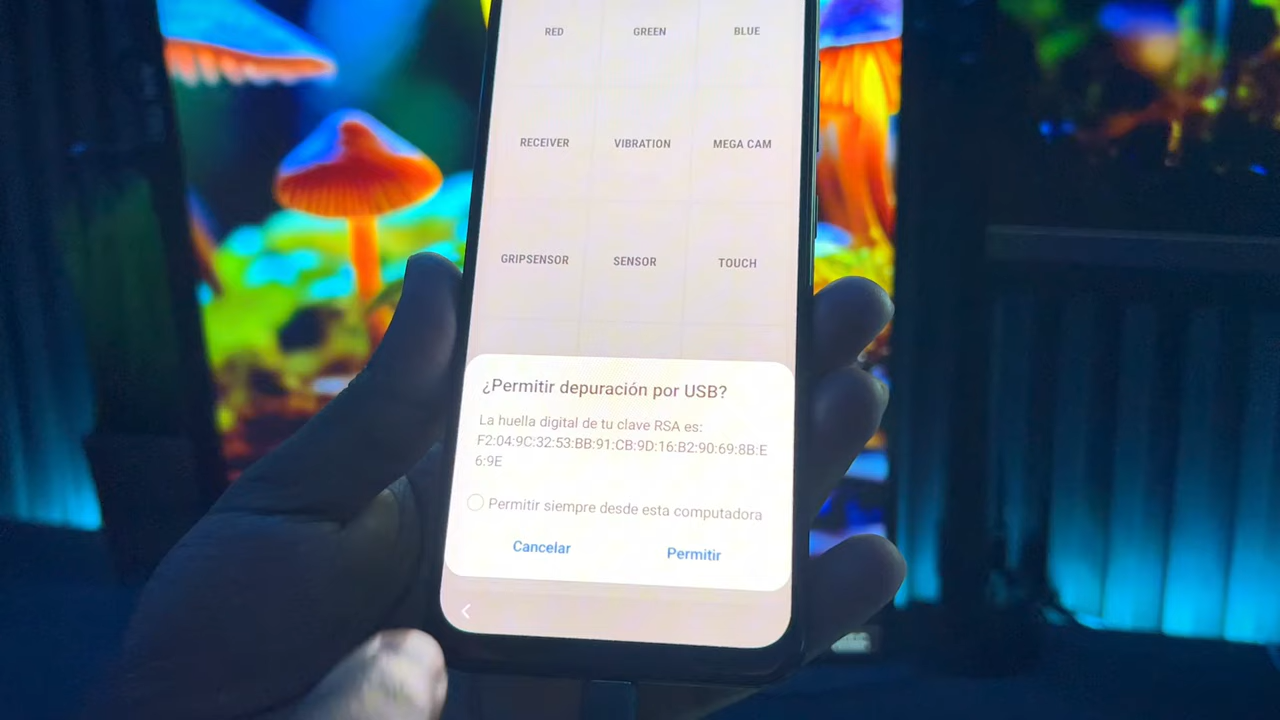 RED GREEN BLUE
RECEIVER VIBRATION MEGA CAM
GRIPSENSOR SENSOR TOUCH
¿Permitir depuración por USB?
La huella digital de tu clave RSA es:
F2:04:9C:32:53:BB:91:CB:9D:16:B2:90:69:8B:E
6:9E
Permitir siempre desde esta computadora
Cancelar Permitir